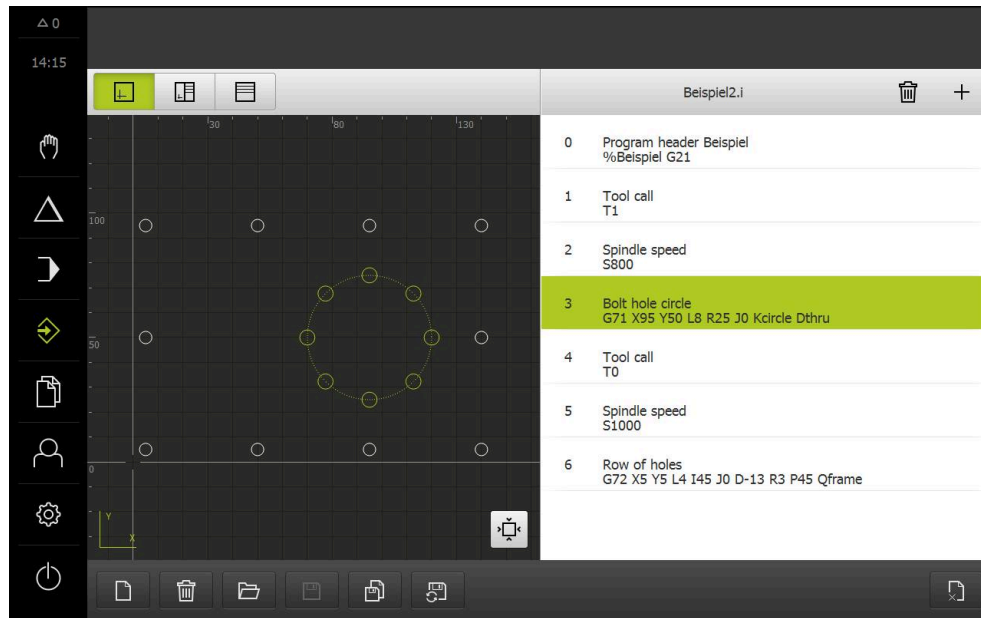 0
14:15
Beispiel2.i
30
80
130
100
50
0
Y
X
0 Program header Beispiel
%Beispiel G21
1 Tool call
T1
2 Spindle speed
S800
3 Bolt hole circle
G71 X95 Y50 L8 R25 J0 Kcircle Dthru
4 Tool call
T0
5 Spindle speed
S1000
6 Row of holes
G72 X5 Y5 L4 I45 J0 D-13 R3 P45 Qframe